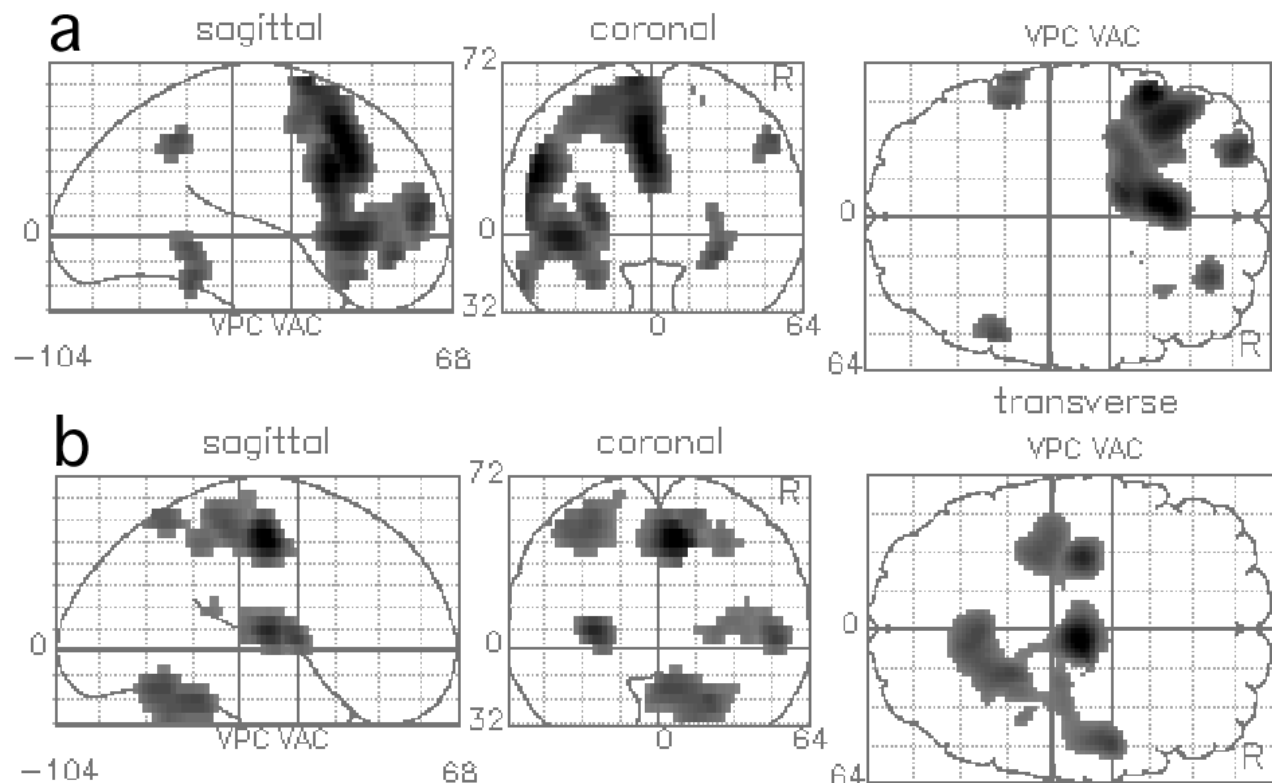 a
sagittal
coronal
VPC VAC
72
R
0
0
0
32
VPC VAC
0
64
64
R
-104
68
transverse
b
sagittal
coronal
VPC VAC
72
R
0
0
0
32
VPC VAC
0
64
64
R
-104
68